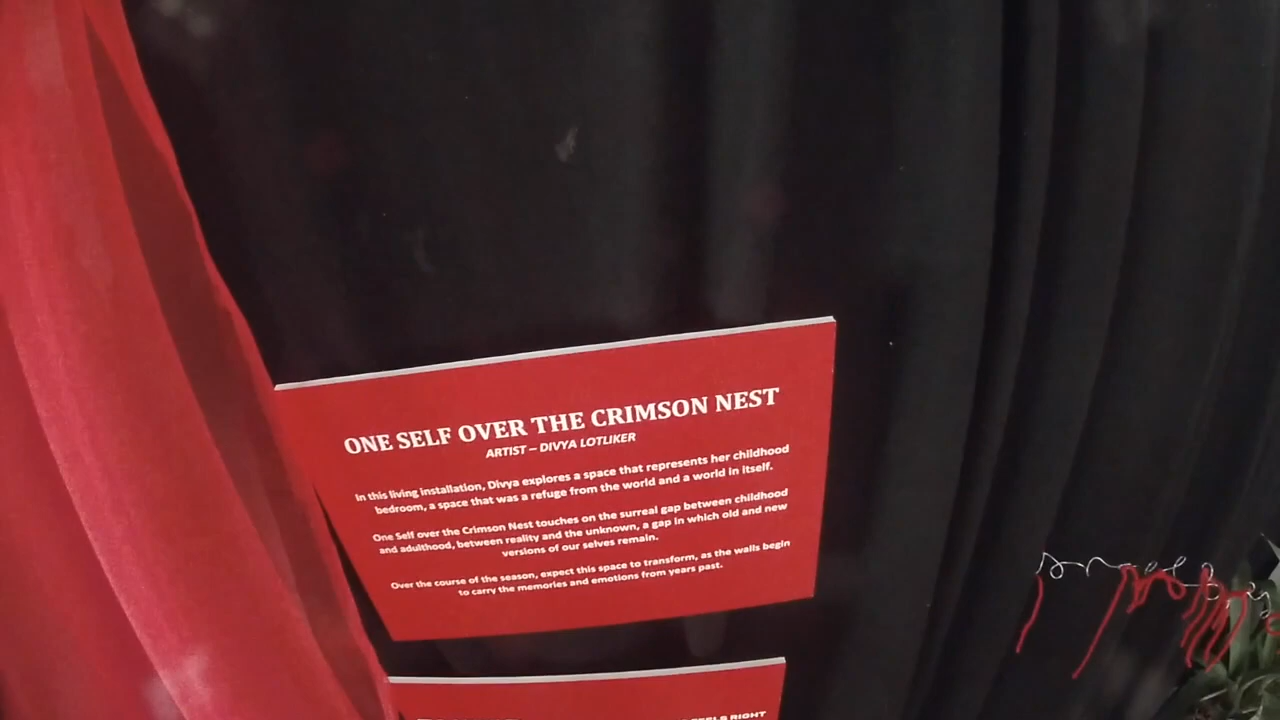 ONE SELF OVER THE CRIMSON NEST
ARTIST – DIVYA LOTLIKER
In this living installation, Divya explores a space that represents her childhood
bedroom, a space that was a refuge from the world and a world in itself.
One Self over the Crimson Nest touches on the surreal gap between childhood
and adulthood, between reality and the unknown, a gap in which old and new
versions of our selves remain.
Over the course of the season, expect this space to transform, as the walls begin
to carry the memories and emotions from years past.
FEELS RIGHT